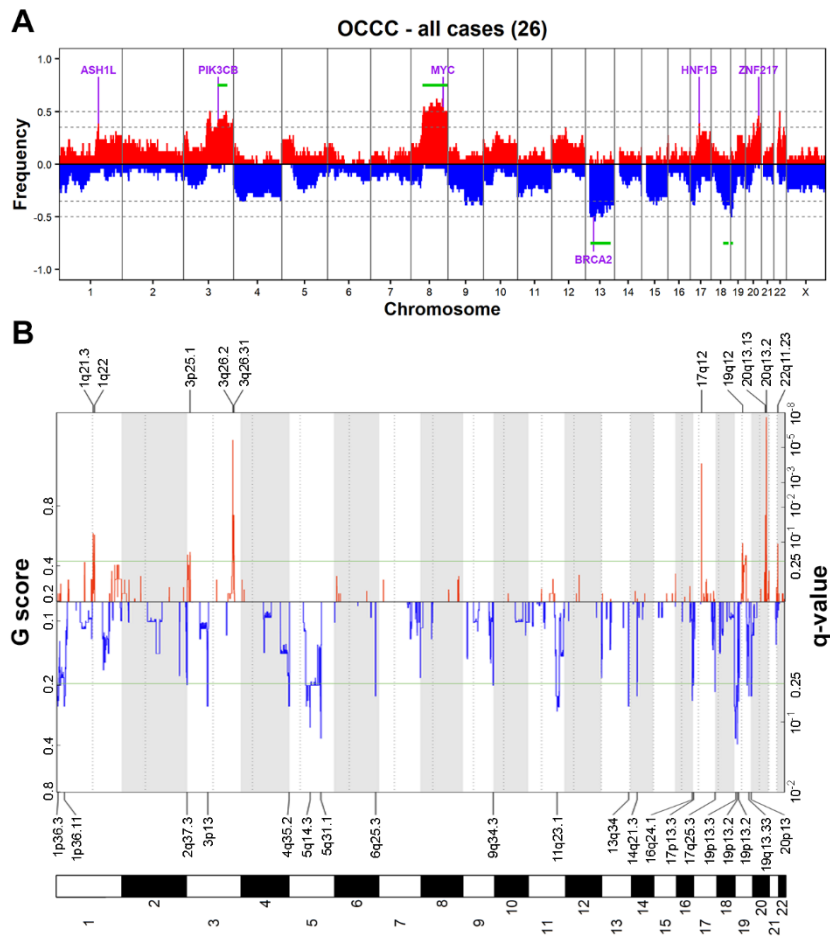 A
OCCC - all cases (26)
ASH1L PIK3CB MYC HNF1B ZNF217
1.0
0.5
0.0
-0.5
-1.0
Frequency
BRCA2
1 2 3 4 5 6 7 8 9 10 11 12 13 14 15 16 17 18 19 20 21 22 X
Chromosome
B
1q21.3 1q22 3p25.1 3q26.2 3q26.31 17q12 19q12 20q13.13 20q13.2 22q11.23
G score
0.8 0.4 0.2 0.1 0.2 0.4 0.8
q-value
10-8 10-5 10-3 10-2 10-1 0.25 0.25 10-1 10-2
1p36.3 1p36.11 2q37.3 3p13 4q35.2 5q14.3 5q31.1 6q25.3 9q34.3 11q23.1 13q34 14q21.3 16q24.1 17p13.3 17q25.3 19p13.3 19p13.2 19p13.2 19q13.33 20p13
1 2 3 4 5 6 7 8 9 10 11 12 13 14 15 16 17 18 19 20 21 22